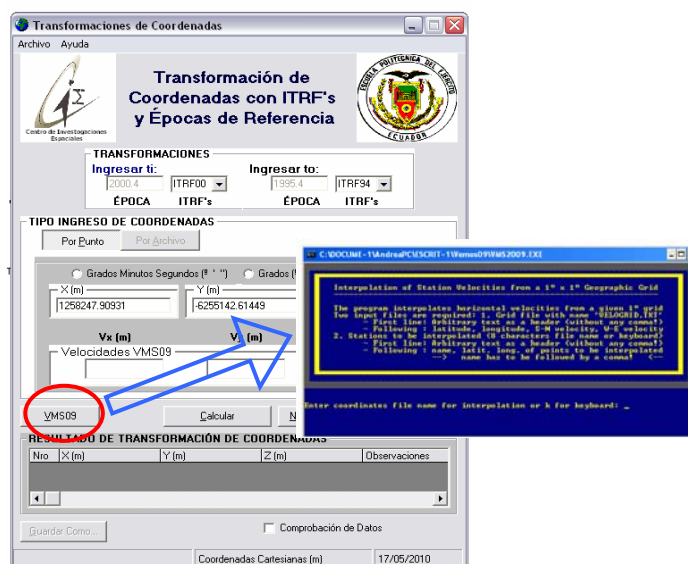 Transformaciones de Coordenadas
Archivo Ayuda
Centro de Investigaciones
Espaciales
Transformación de
Coordenadas con ITRF's
y Épocas de Referencia
ESCUELA POLITECNICA DEL EJERCITO
ECUADOR
TRANSFORMACIONES
Ingresar ti: Ingresar to:
2000.4 ITRF00 1995.4 ITRF94
ÉPOCA ITRF's ÉPOCA ITRF's
TIPO INGRESO DE COORDENADAS
Por Punto Por Archivo
Grados Minutos Segundos (º ' '') Grados (º
X (m) Y (m)
1258247.90931 -6255142.61449
Vx (m) Vy (m)
Velocidades VMS09
VMS09 Calcular N
RESULTADO DE TRANSFORMACIÓN DE COORDENADAS
Nro X (m) Y (m) Z (m) Observaciones
Guardar Como... Comprobación de Datos
Coordenadas Cartesianas (m) 17/05/2010
C:\DOCUME~1\AndreaPC\ESCRIT~1\Vemos09\VMS2009.EXE
Interpolation of Station Velocities from a 1° x 1° Geographic Grid
The program interpolates horizontal velocities from a given 1° grid
Two input files are required: 1. Grid file with name "VELOGRID.TXT"
- First line: Arbitrary text as a header (without any comma!)
- Following : latitude, longitude, S-N velocity, W-E velocity
2. Stations to be interpolated (8 characters file name or keyboard)
- First line: Arbitrary text as a header (without any comma!)
- Following : name, latit, long. of points to be interpolated
--> name has to be followed by a comma! <--
Enter coordinates file name for interpolation or k for keyboard: _